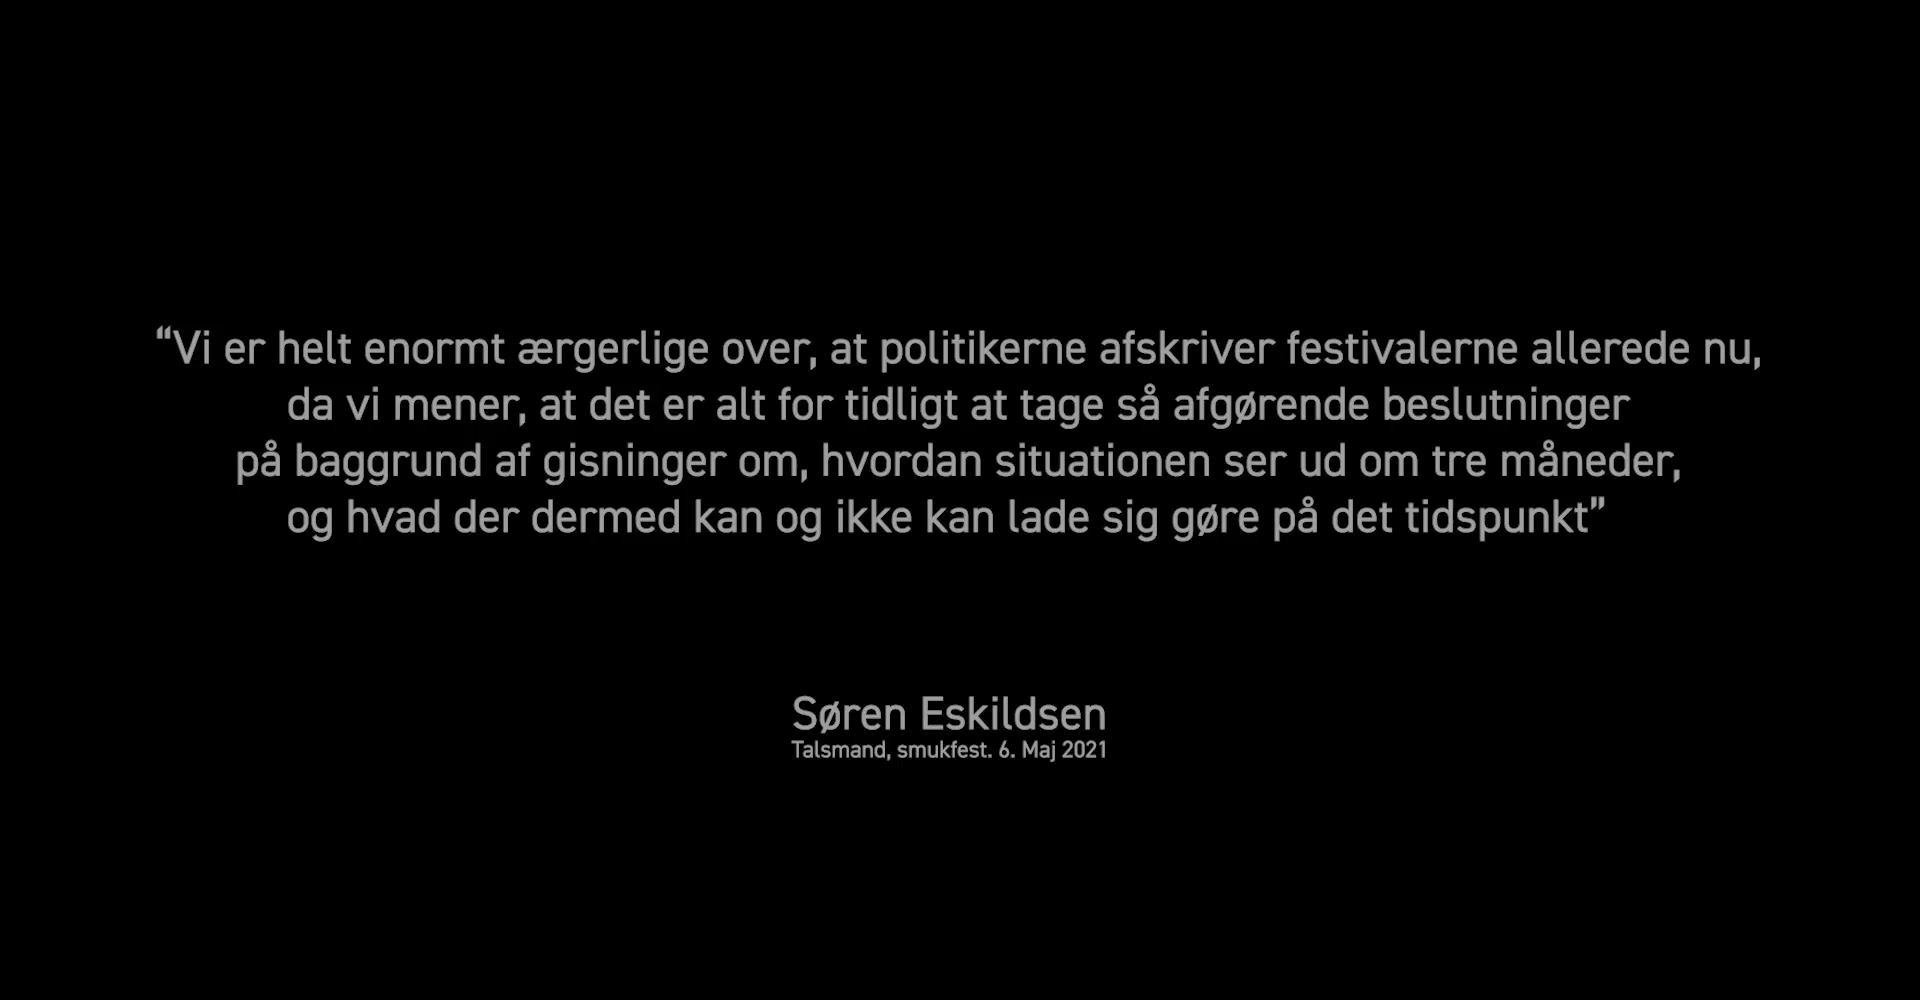 “Vi er helt enormt ærgerlige over, at politikerne afskriver festivalerne allerede nu,
da vi mener, at det er alt for tidligt at tage så afgørende beslutninger
på baggrund af gisninger om, hvordan situationen ser ud om tre måneder,
og hvad der dermed kan og ikke kan lade sig gøre på det tidspunkt”
Søren Eskildsen
Talsmand, smukfest. 6. Maj 2021